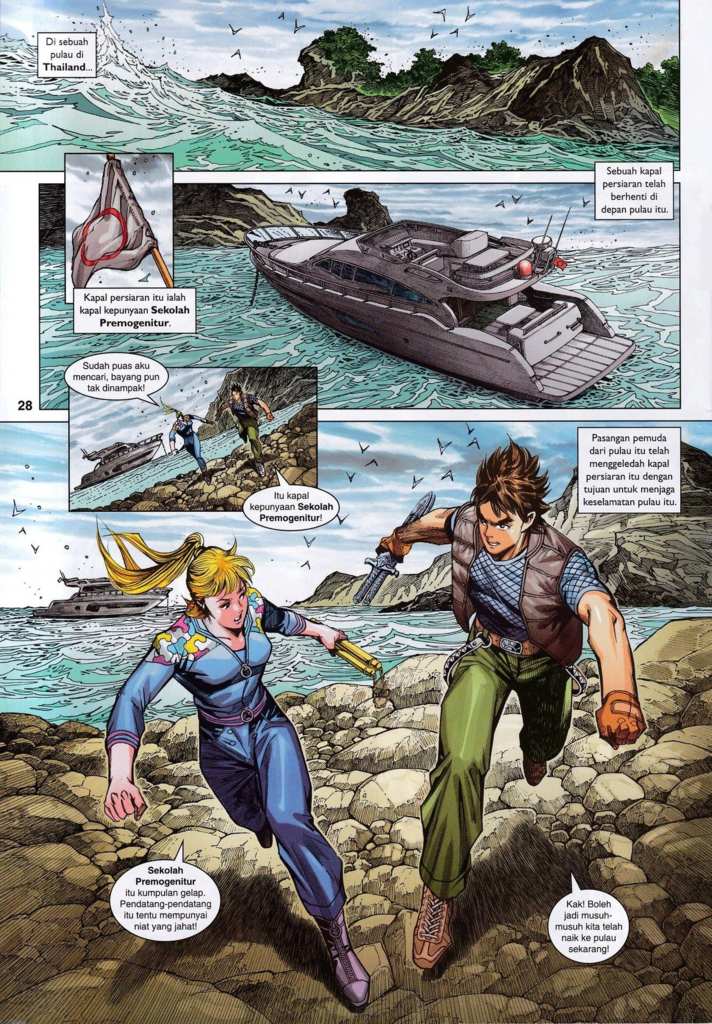 Di sebuah
pulau di
Thailand...
Sebuah kapal
persiaran telah
berhenti di
depan pulau itu.
Kapal persiaran itu ialah
kapal kepunyaan Sekolah
Premogenitur.
Sudah puas aku
mencari, bayang pun
tak dinampak!
Itu kapal
kepunyaan Sekolah
Premogenitur!
28
Pasangan pemuda
dari pulau itu telah
menggeledah kapal
persiaran itu dengan
tujuan untuk menjaga
keselamatan pulau itu.
Sekolah
Premogenitur
itu kumpulan gelap.
Pendatang-pendatang
itu tentu mempunyai
niat yang jahat!
Kak! Boleh
jadi musuh-
musuh kita telah
naik ke pulau
sekarang!